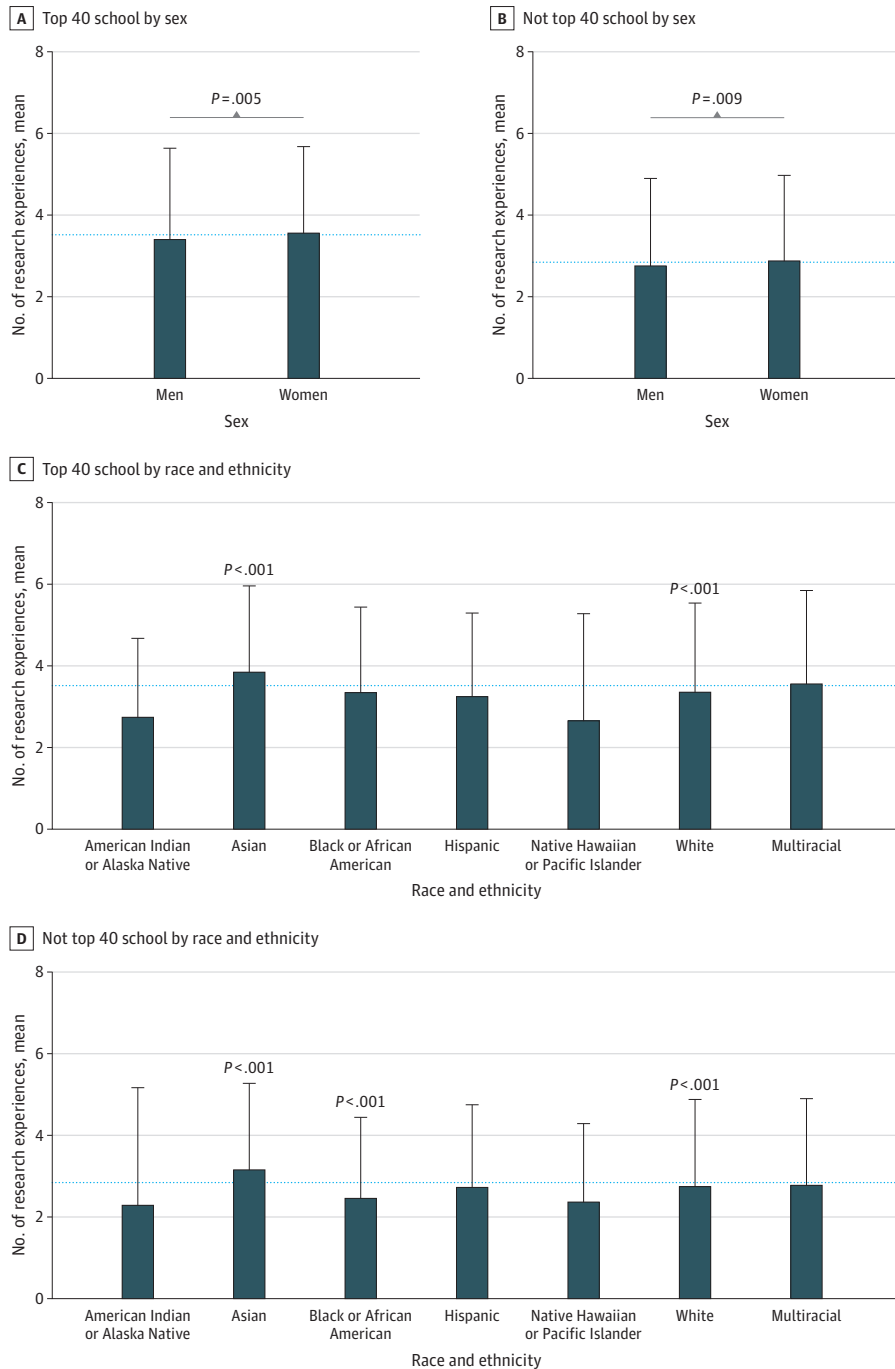 A Top 40 school by sex
No. of research experiences, mean
8
6
4
2
0
P = .005
Men
Women
Sex
B Not top 40 school by sex
No. of research experiences, mean
8
6
4
2
0
P = .009
Men
Women
Sex
C Top 40 school by race and ethnicity
No. of research experiences, mean
8
6
4
2
0
P < .001
P < .001
American Indian
or Alaska Native
Asian
Black or African
American
Hispanic
Native Hawaiian
or Pacific Islander
White
Multiracial
Race and ethnicity
D Not top 40 school by race and ethnicity
No. of research experiences, mean
8
6
4
2
0
P < .001
P < .001
P < .001
American Indian
or Alaska Native
Asian
Black or African
American
Hispanic
Native Hawaiian
or Pacific Islander
White
Multiracial
Race and ethnicity